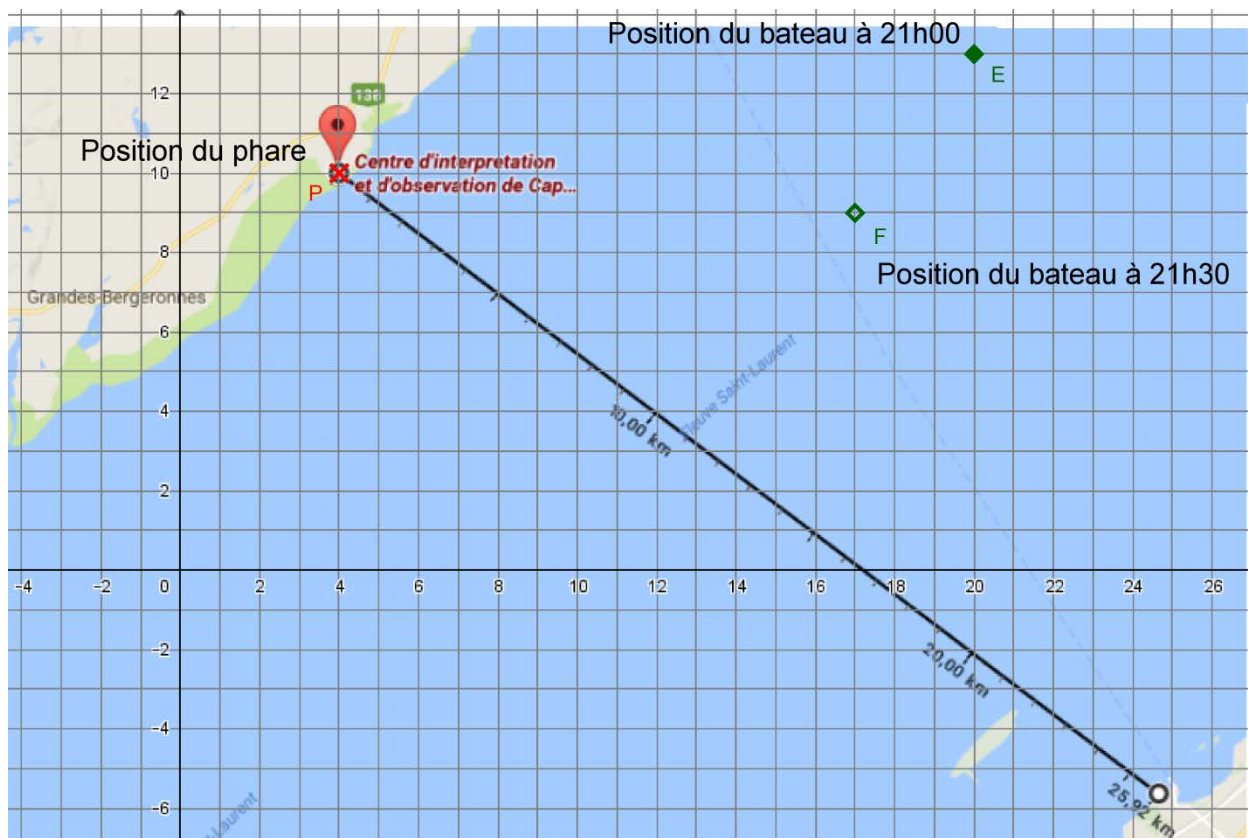 Position du bateau à 21h00
E
12
138
Position du phare
Centre d'interpretation
et d'observation de Cap...
10
P
F
8
Position du bateau à 21h30
Grandes-Bergeronnes
6
4
Fleuve Saint-Laurent
10,00 km
2
-4
-2
0
2
4
6
8
10
12
14
16
18
20
22
24
26
-2
20,00 km
-4
25,92 km
-6
-Laurent